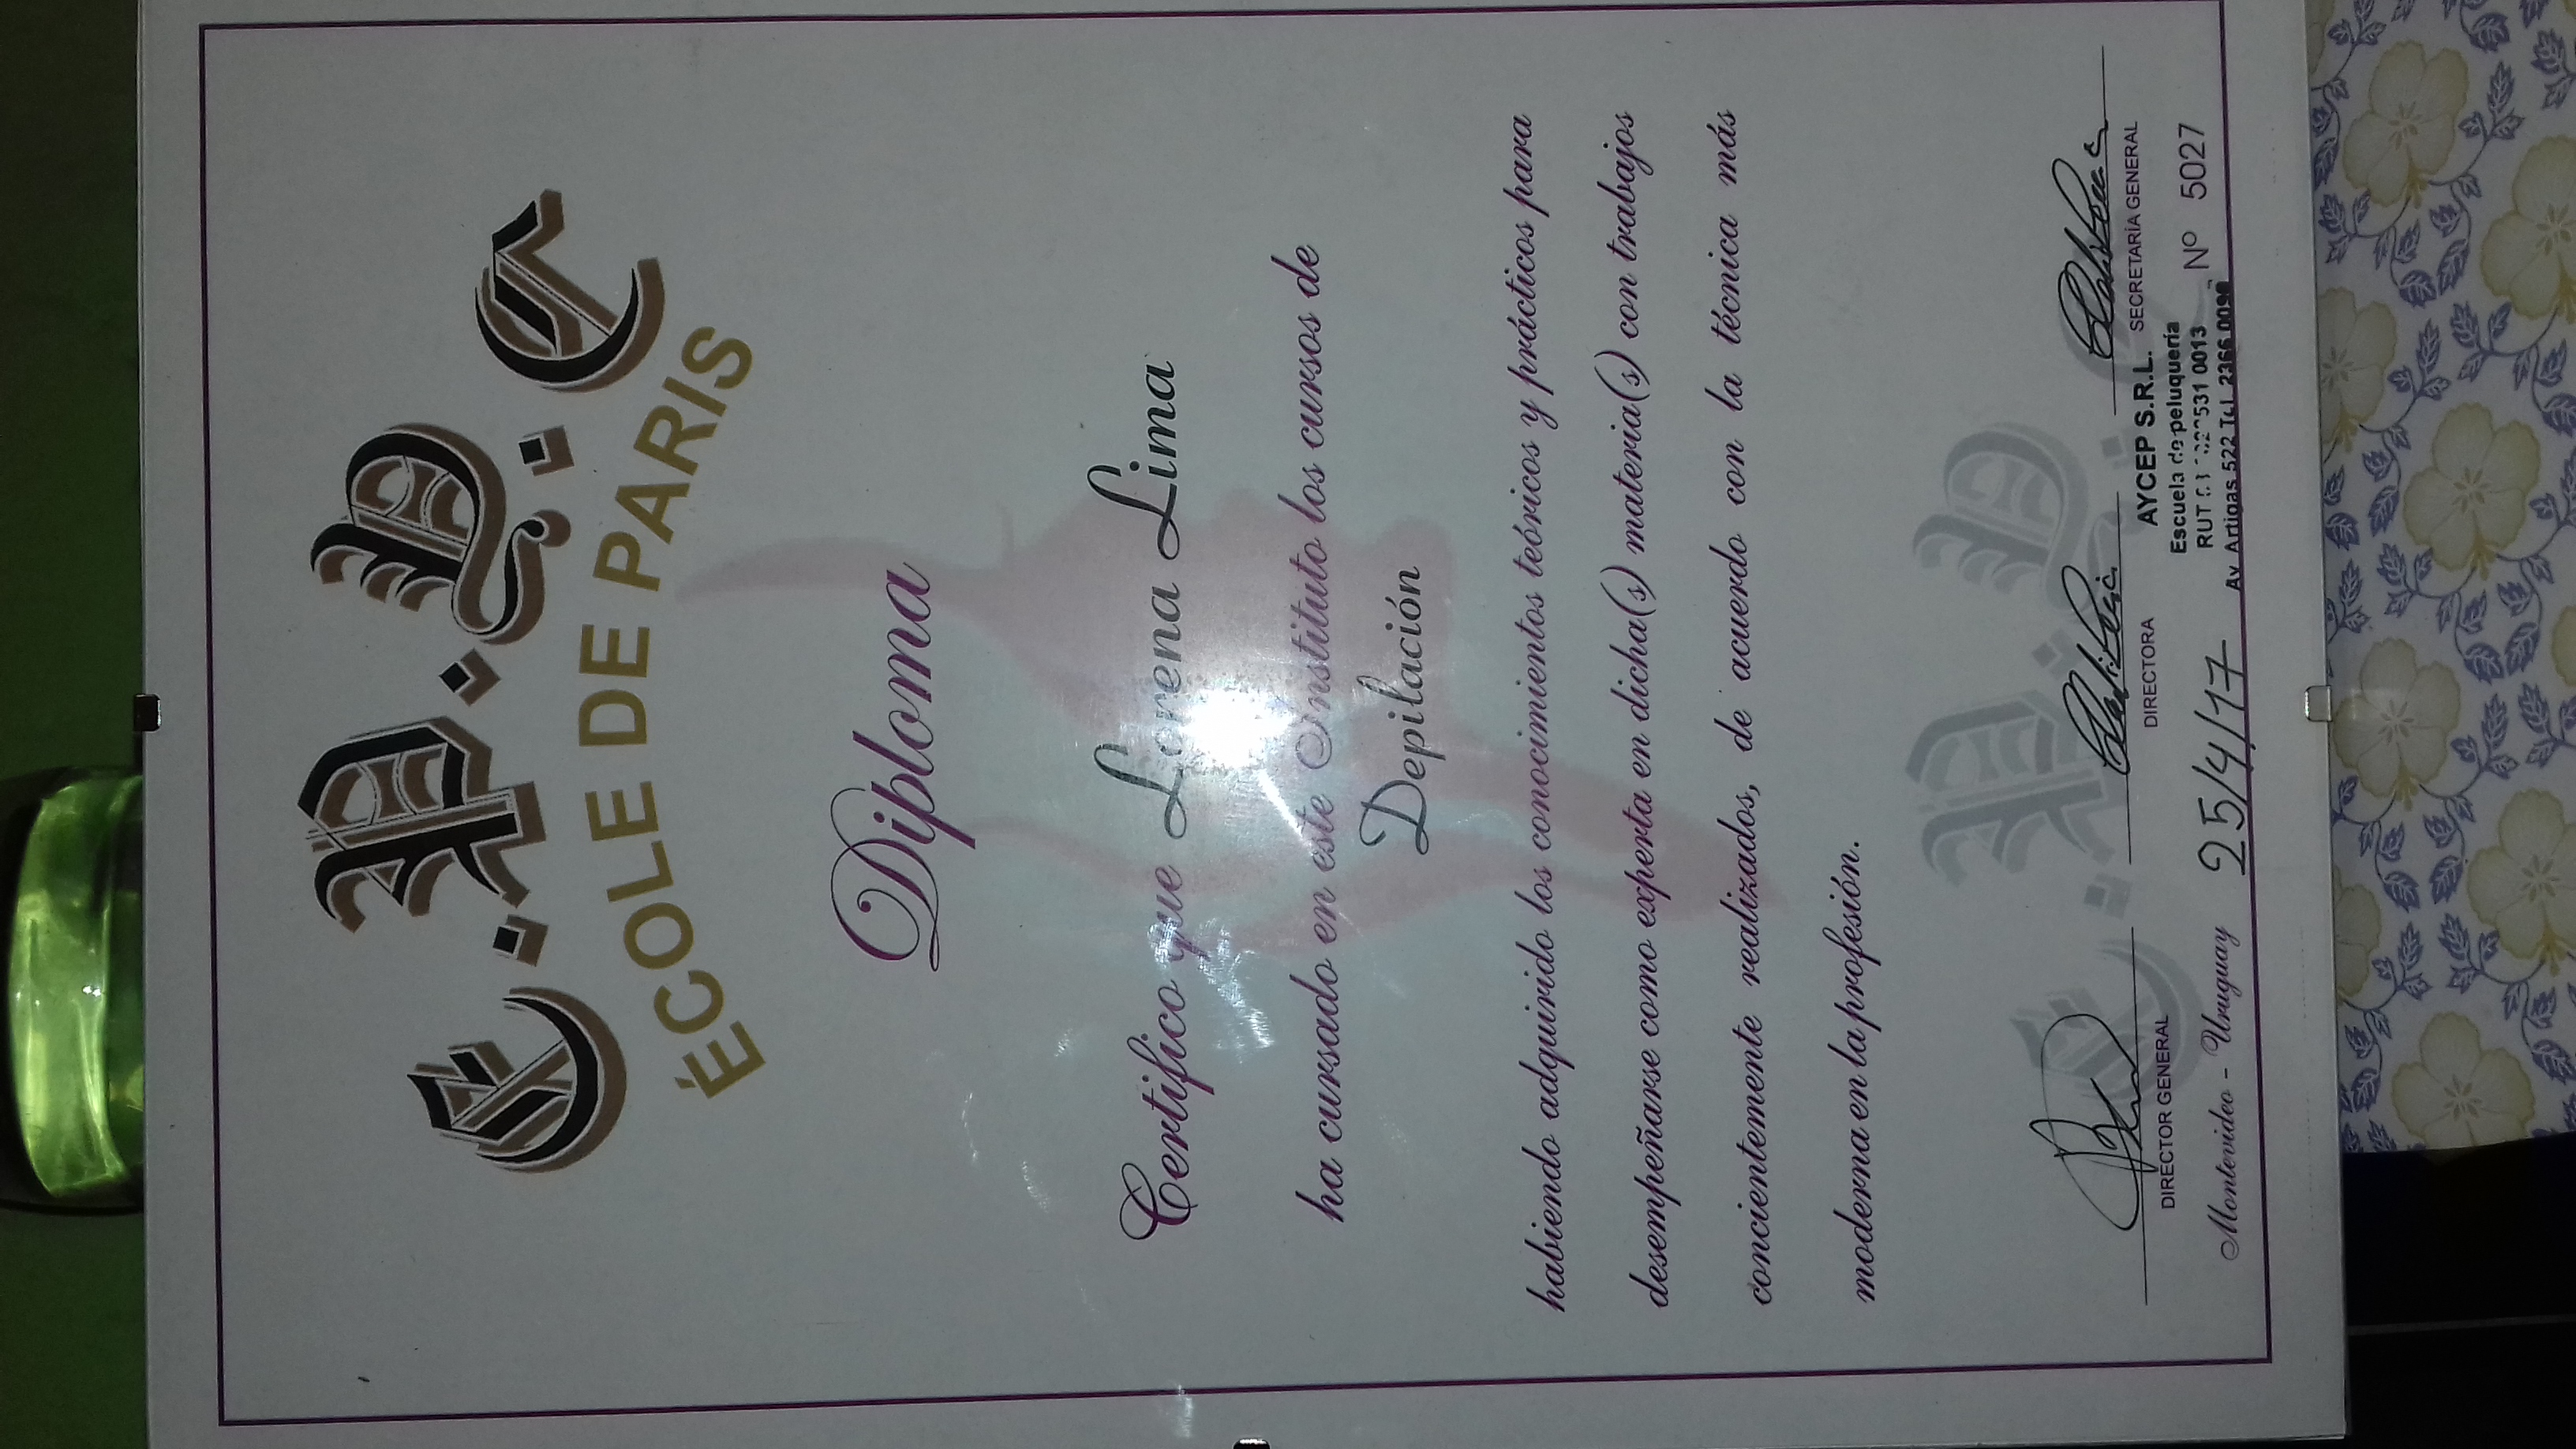 E.P.D.C
ÉCOLE DE PARIS
Diploma
Certifico que Lorena Lima
ha cursado en este Instituto los cursos de
Depilación
habiendo adquirido los conocimientos teóricos y prácticos para
desempeñarse como experta en dicha(s) materia(s) con trabajos
concientemente realizados, de acuerdo con la técnica más
moderna en la profesión.
E.P.D.C
DIRECTOR GENERAL
DIRECTORA
SECRETARÍA GENERAL
AYCEP S.R.L.
Escuela de peluquería
RUT 531 0013
Av. Artigas 522 Tel. 2366 0096
Nº 5027
Montevideo - Uruguay
25/4/17